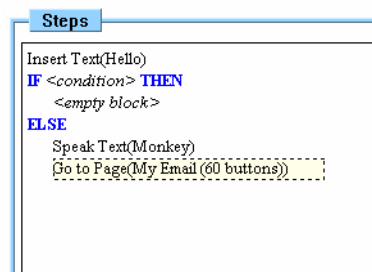 Steps
Insert Text(Hello)
IF <condition> THEN
<empty block>
ELSE
Speak Text(Monkey)
Go to Page(My Email (60 buttons))